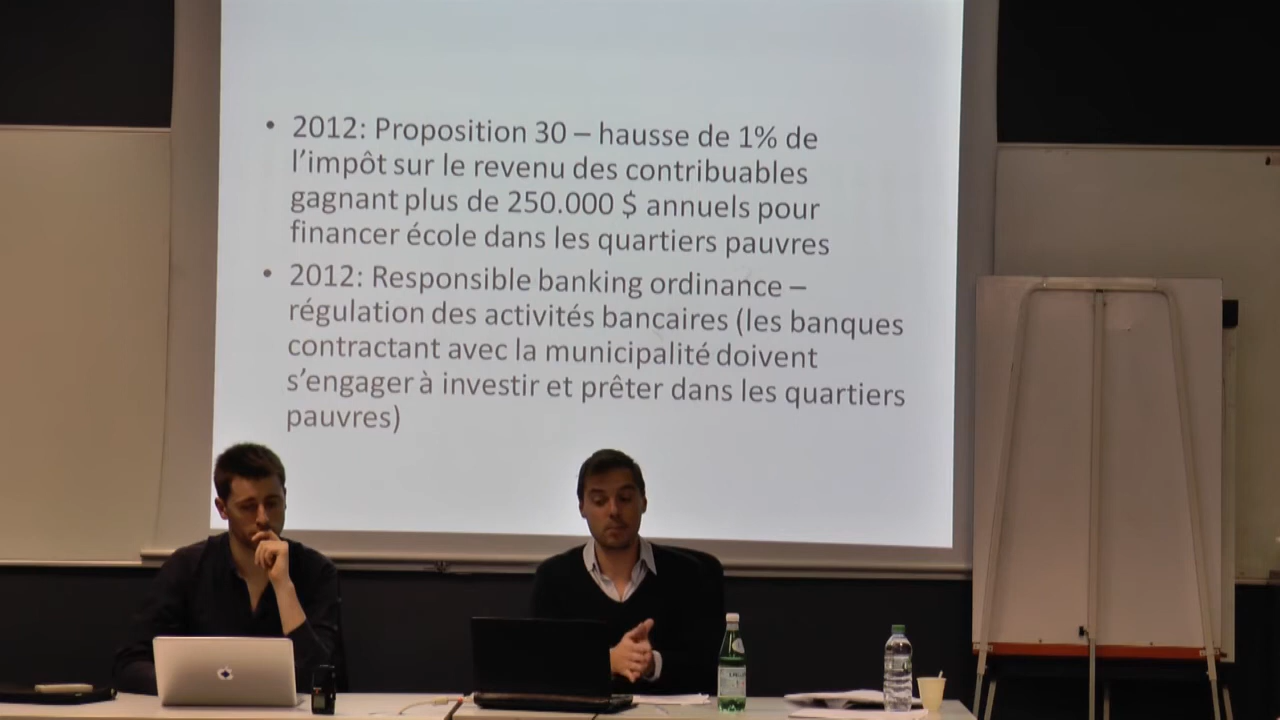 • 2012: Proposition 30 – hausse de 1% de
l’impôt sur le revenu des contribuables
gagnant plus de 250.000 $ annuels pour
financer école dans les quartiers pauvres
• 2012: Responsible banking ordinance –
régulation des activités bancaires (les banques
contractant avec la municipalité doivent
s’engager à investir et prêter dans les quartiers
pauvres)